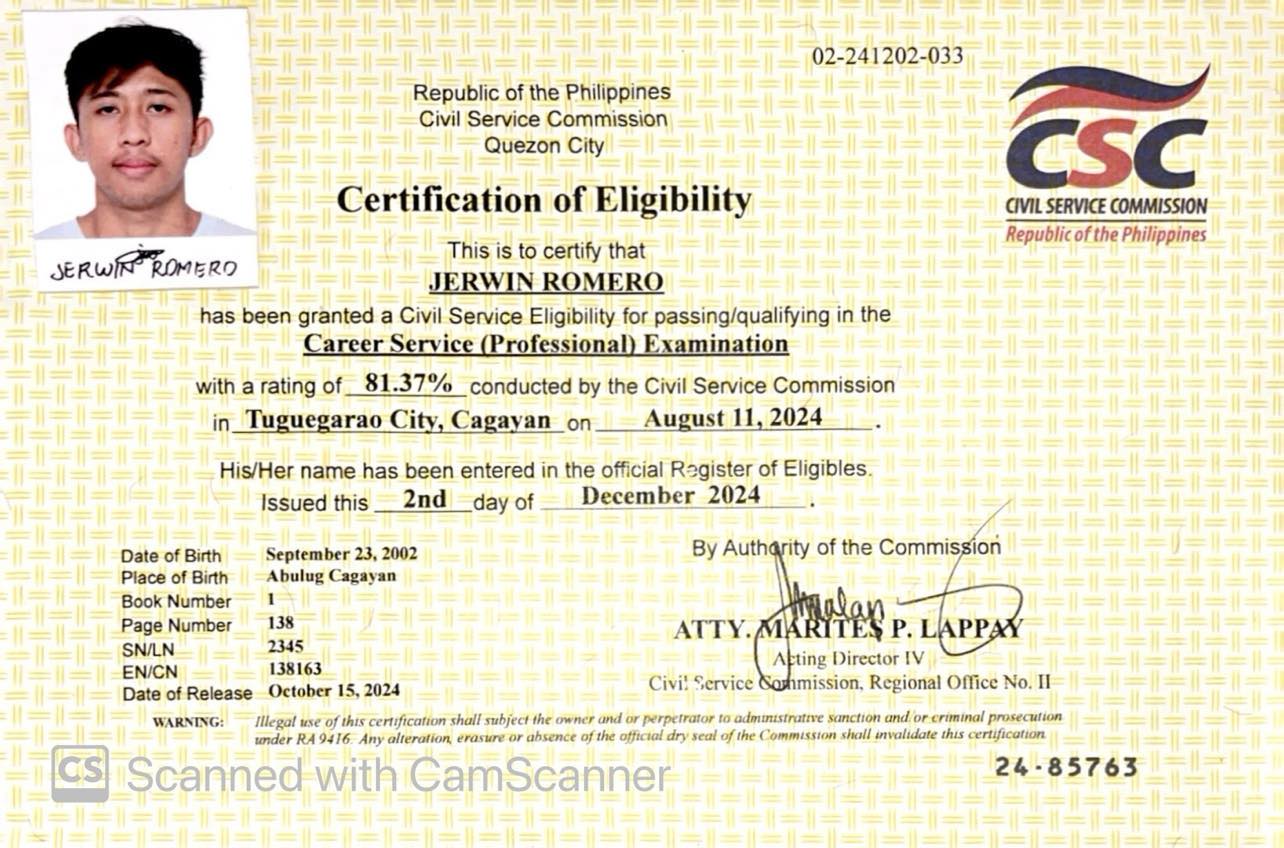 02-241202-033
Republic of the Philippines
Civil Service Commission
Quezon City
CSC
CIVIL SERVICE COMMISSION
Republic of the Philippines
Certification of Eligibility
This is to certify that
JERWIN ROMERO
JERWIN ROMERO
has been granted a Civil Service Eligibility for passing/qualifying in the
Career Service (Professional) Examination
with a rating of 81.37% conducted by the Civil Service Commission
in Tuguegarao City, Cagayan on August 11, 2024 .
His/Her name has been entered in the official Register of Eligibles.
Issued this 2nd day of December 2024 .
Date of Birth September 23, 2002
Place of Birth Abulug Cagayan
Book Number 1
Page Number 138
SN/LN 2345
EN/CN 138163
Date of Release October 15, 2024
By Authority of the Commission
ATTY. MARITES P. LAPPAY
Acting Director IV
Civil Service Commission, Regional Office No. II
WARNING: Illegal use of this certification shall subject the owner and or perpetrator to administrative sanction and/or criminal prosecution
under RA 9416. Any alteration, erasure or absence of the official dry seal of the Commission shall invalidate this certification.
CS Scanned with CamScanner
24-85763